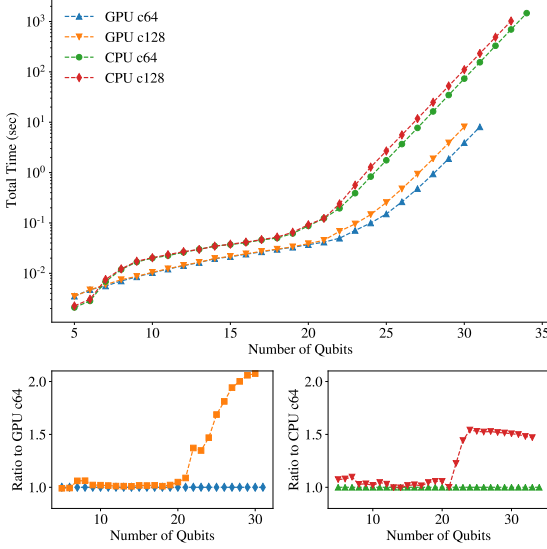 10³
10²
10¹
10⁰
10⁻¹
10⁻²
Total Time (sec)
GPU c64
GPU c128
CPU c64
CPU c128
5 10 15 20 25 30 35
Number of Qubits
2.0
1.5
1.0
Ratio to GPU c64
10 20 30
Number of Qubits
2.0
1.5
1.0
Ratio to CPU c64
10 20 30
Number of Qubits